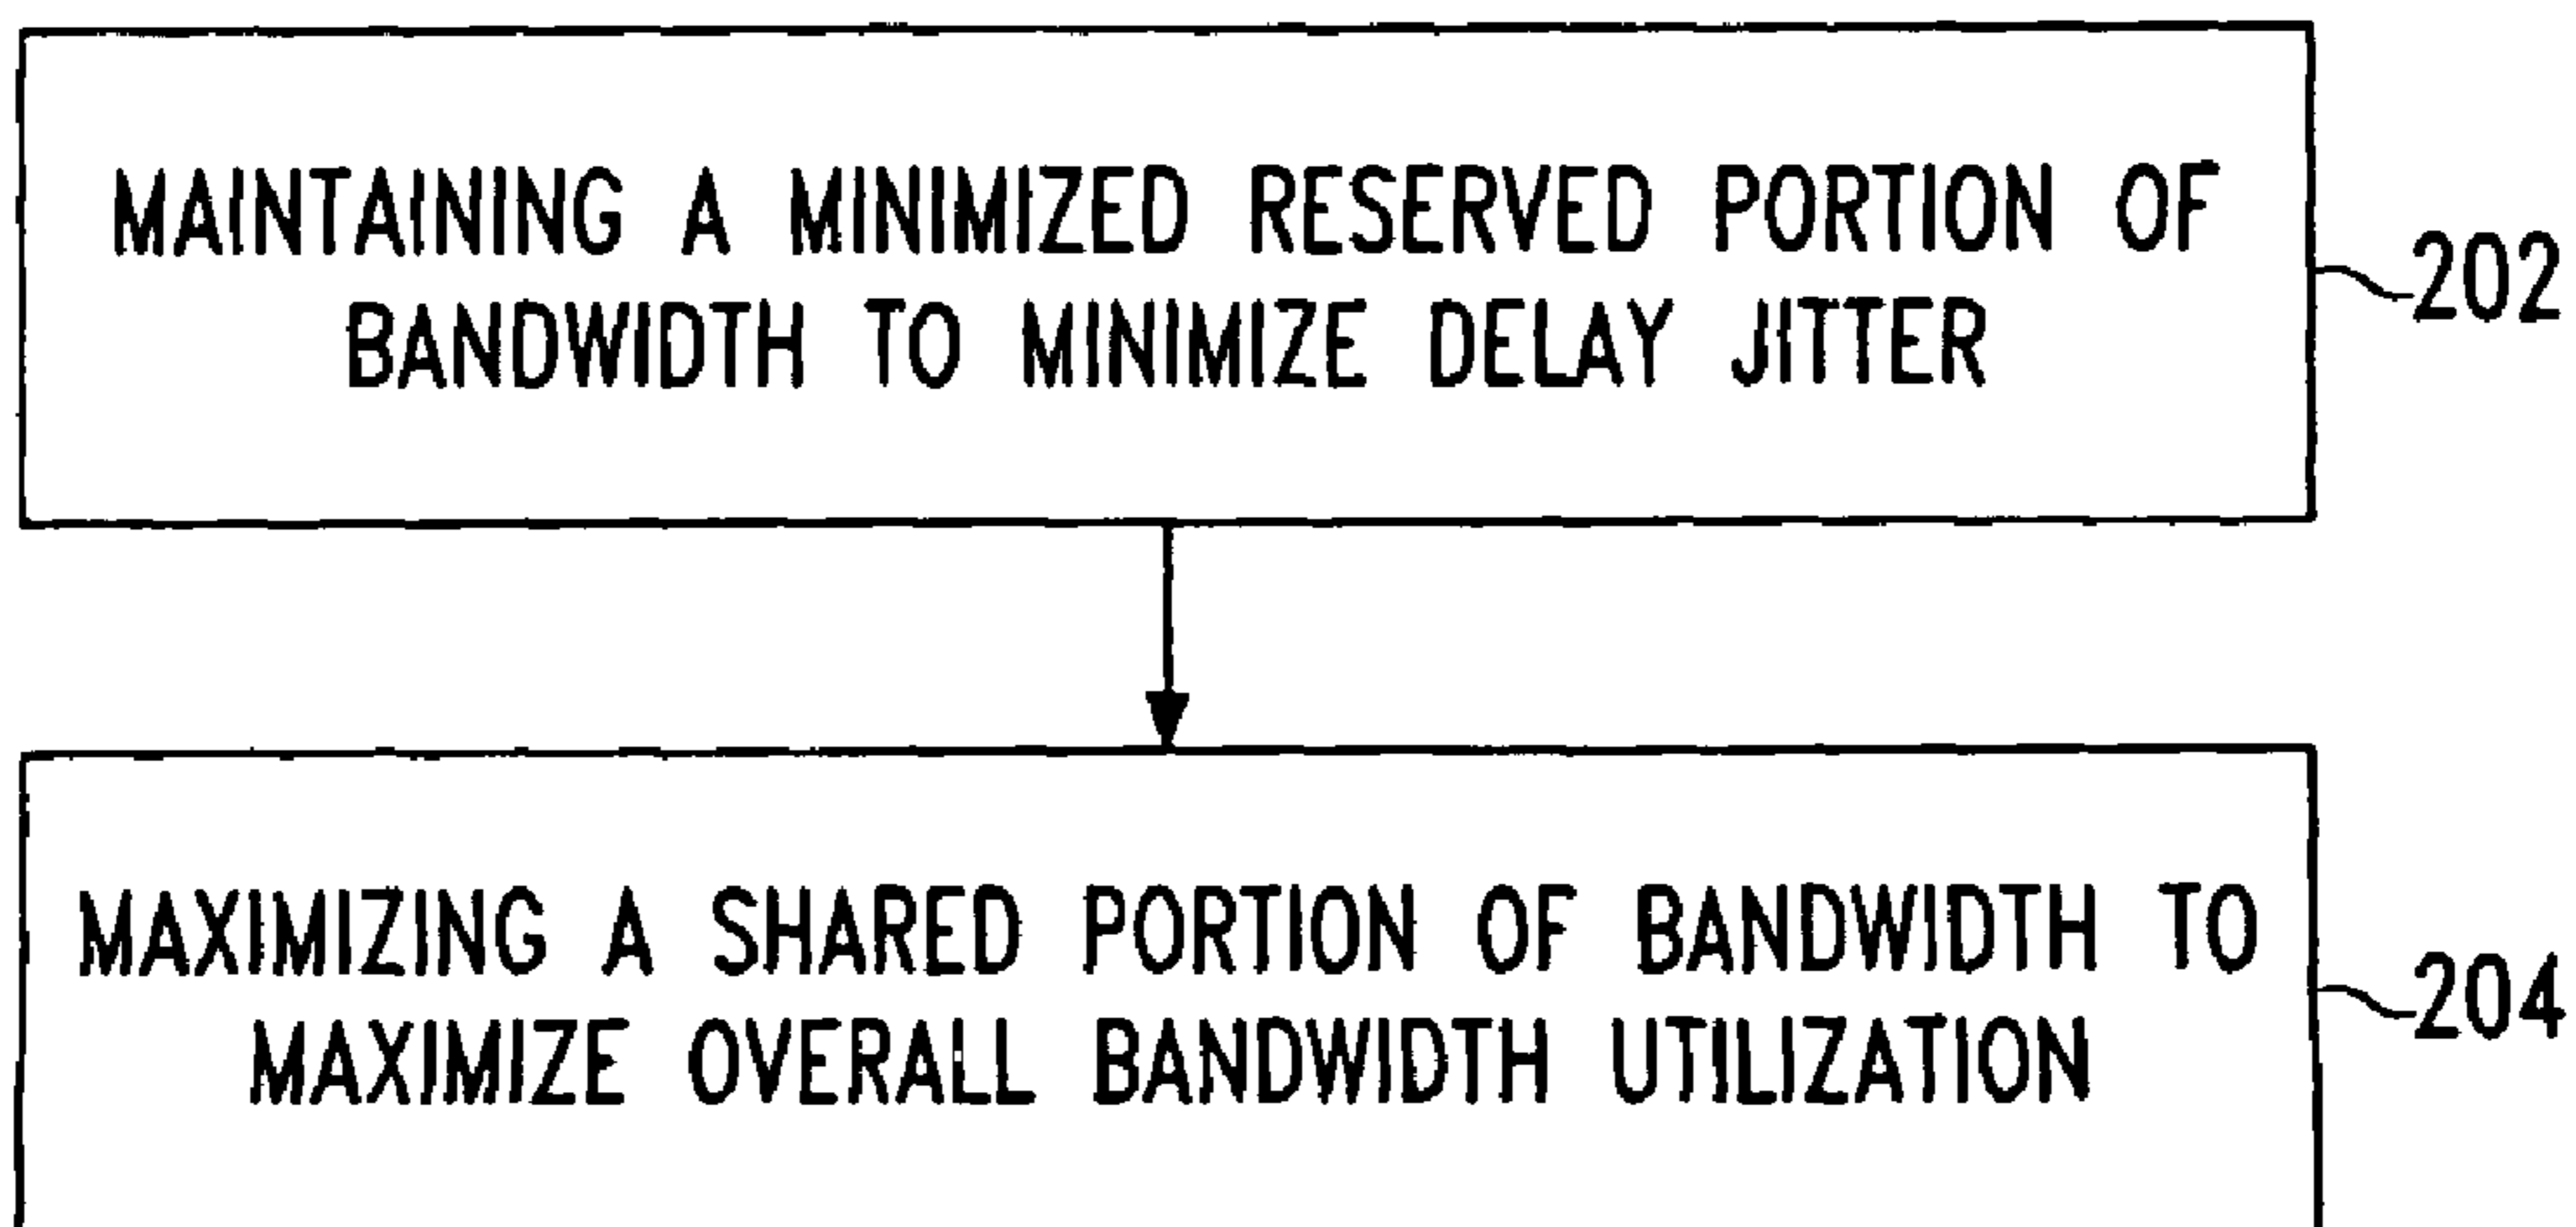 MAINTAINING A MINIMIZED RESERVED PORTION OF
BANDWIDTH TO MINIMIZE DELAY JITTER
202
MAXIMIZING A SHARED PORTION OF BANDWIDTH TO
MAXIMIZE OVERALL BANDWIDTH UTILIZATION
204